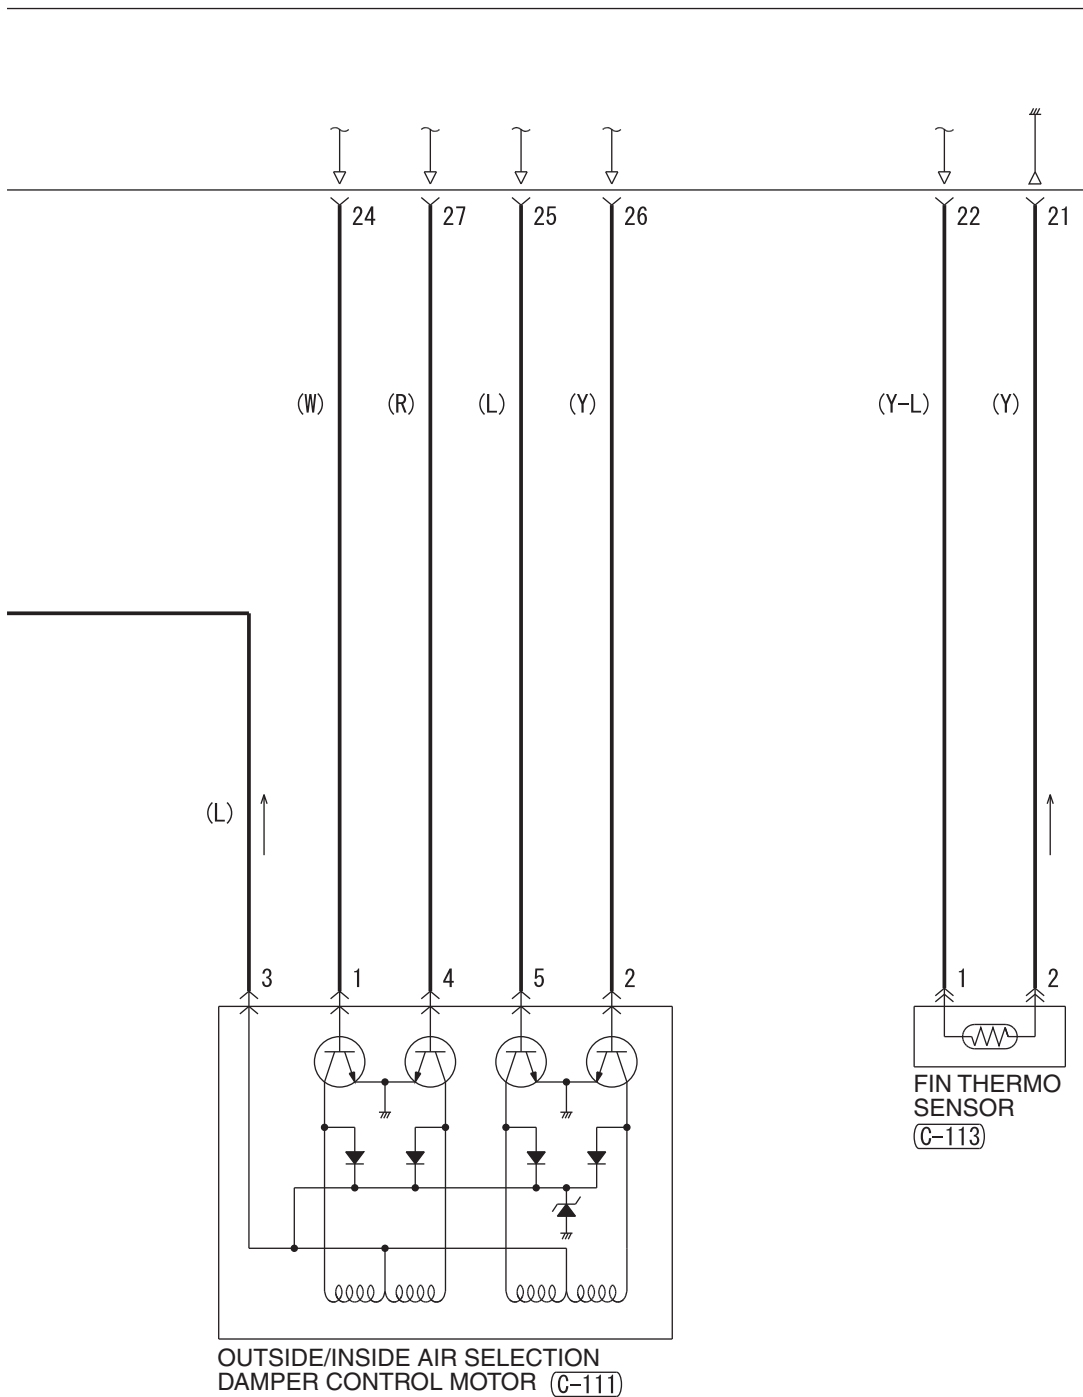 24 27 25 26 22 21
(W) (R) (L) (Y) (Y-L) (Y)
(L)
3 1 4 5 2 1 2
FIN THERMO
SENSOR
C-113
OUTSIDE/INSIDE AIR SELECTION
DAMPER CONTROL MOTOR C-111